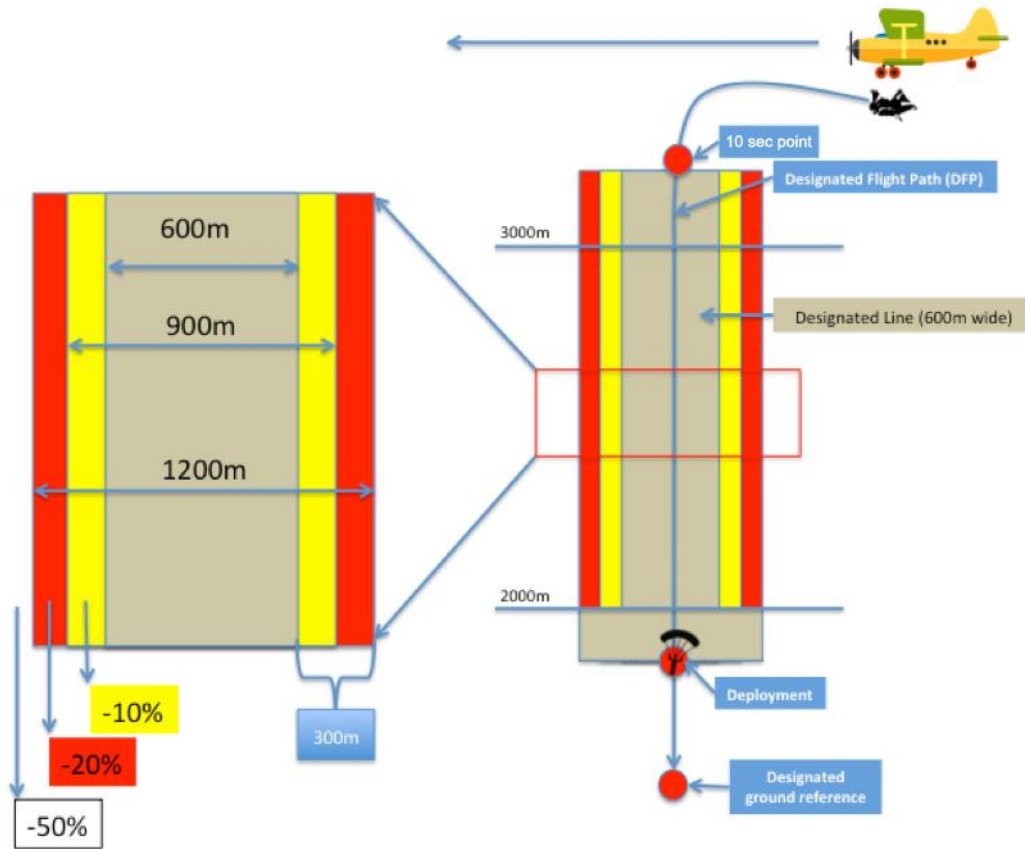 10 sec point
Designated Flight Path (DFP)
3000m
Designated Line (600m wide)
2000m
Deployment
Designated
ground reference
600m
900m
1200m
300m
-10%
-20%
-50%